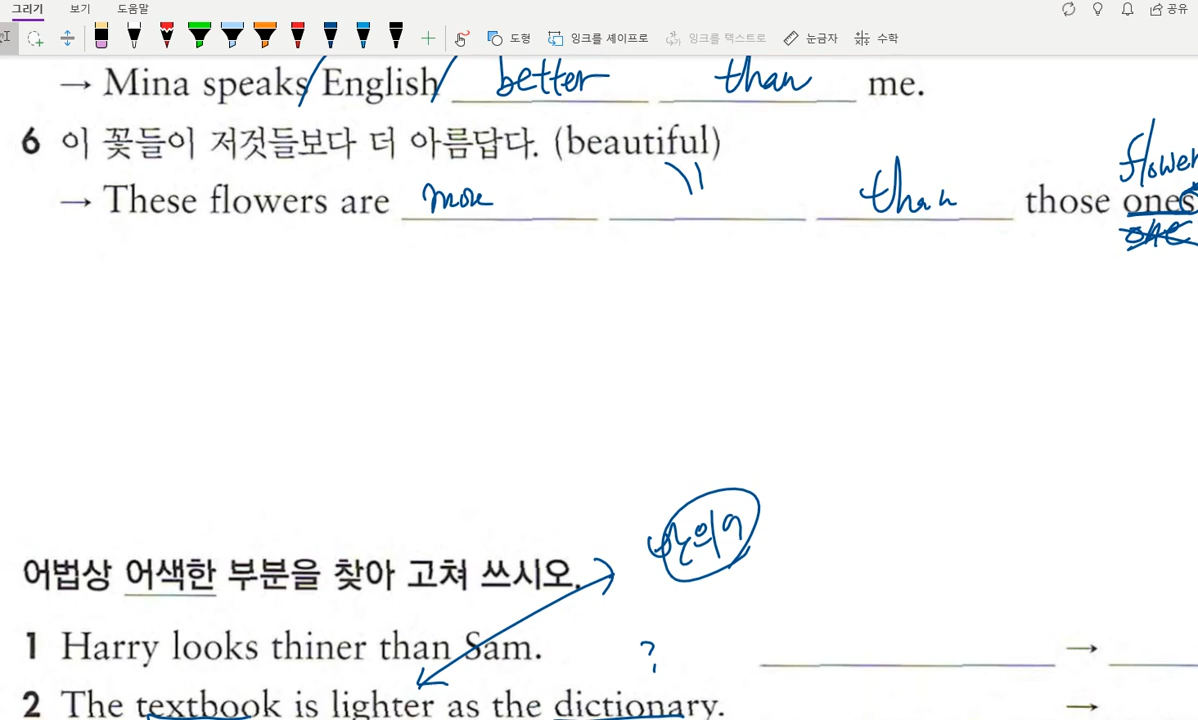 그리기 보기 도움말 공유
도형 잉크를 셰이프로 잉크를 텍스트로 눈금자 수학
→ Mina speaks/English/ better than me.
6 이 꽃들이 저것들보다 더 아름답다. (beautiful)
flower
→ These flowers are more 〃 than those ones
one
반의어
어법상 어색한 부분을 찾아 고쳐 쓰시오.
1 Harry looks thiner than Sam. ? →
2 The textbook is lighter as the dictionary. →